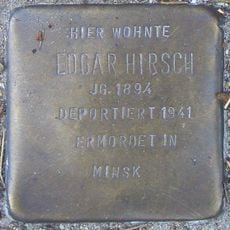 HIER WOHNTE
EDGAR HIRSCH
JG. 1894
DEPORTIERT 1941
ERMORDET IN
MINSK